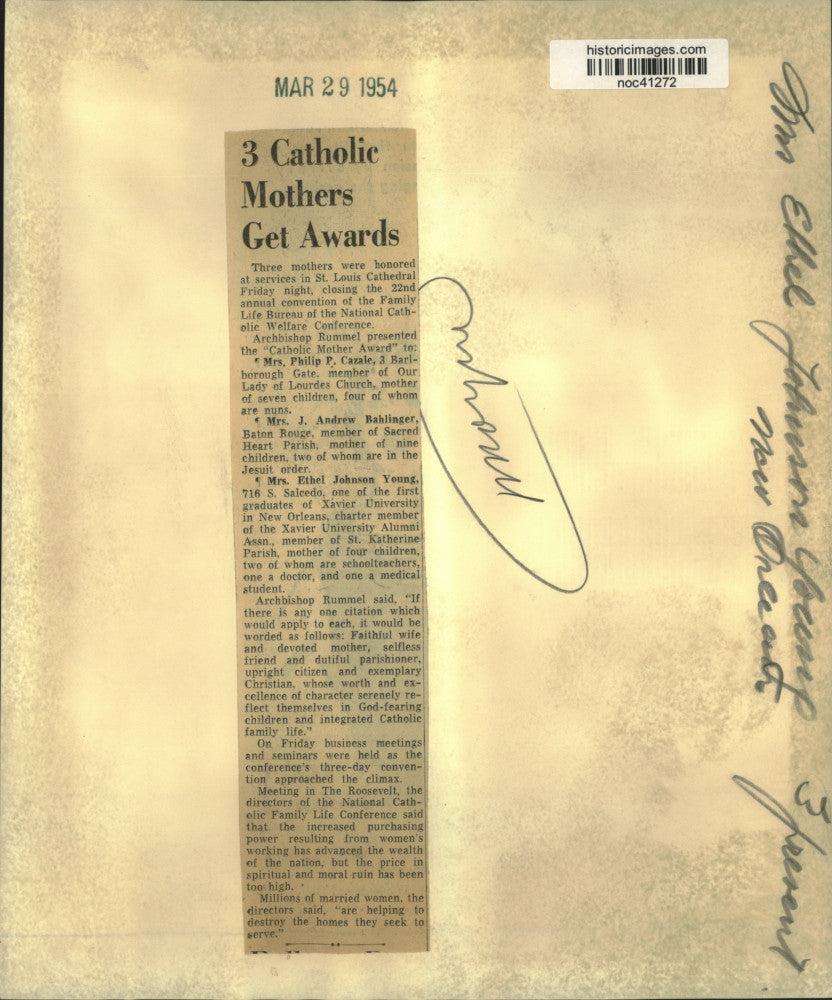 historicimages.com
noc41272
MAR 29 1954
3 Catholic
Mothers
Get Awards
Three mothers were honored
at services in St. Louis Cathedral
Friday night, closing the 22nd
annual convention of the Family
Life Bureau of the National Cath-
olic Welfare Conference.
Archbishop Rummel presented
the "Catholic Mother Award" to:
¶ Mrs. Philip P. Cazale, 3 Barl-
borough Gate, member of Our
Lady of Lourdes Church, mother
of seven children, four of whom
are nuns.
¶ Mrs. J. Andrew Bahlinger,
Baton Rouge, member of Sacred
Heart Parish, mother of nine
children, two of whom are in the
Jesuit order.
¶ Mrs. Ethel Johnson Young,
716 S. Salcedo, one of the first
graduates of Xavier University
in New Orleans, charter member
of the Xavier University Alumni
Assn., member of St. Katherine
Parish, mother of four children,
two of whom are schoolteachers,
one a doctor, and one a medical
student.
Archbishop Rummel said, "If
there is any one citation which
would apply to each, it would be
worded as follows: Faithful wife
and devoted mother, selfless
friend and dutiful parishioner,
upright citizen and exemplary
Christian, whose worth and ex-
cellence of character serenely re-
flect themselves in God-fearing
children and integrated Catholic
family life."
On Friday business meetings
and seminars were held as the
conference's three-day conven-
tion approached the climax.
Meeting in The Roosevelt, the
directors of the National Cath-
olic Family Life Conference said
that the increased purchasing
power resulting from women's
working has advanced the wealth
of the nation, but the price in
spiritual and moral ruin has been
too high.
Millions of married women, the
directors said, "are helping to
destroy the homes they seek to
serve."
Mrs Ethel Johnson Young